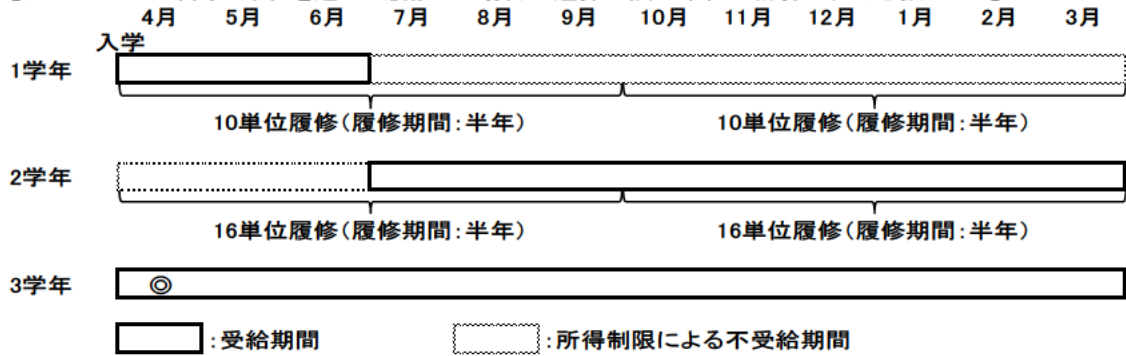 4月 5月 6月 7月 8月 9月 10月 11月 12月 1月 2月 3月
入学
1学年
10単位履修(履修期間:半年) 10単位履修(履修期間:半年)
2学年
16単位履修(履修期間:半年) 16単位履修(履修期間:半年)
3学年 ◎
:受給期間 :所得制限による不受給期間